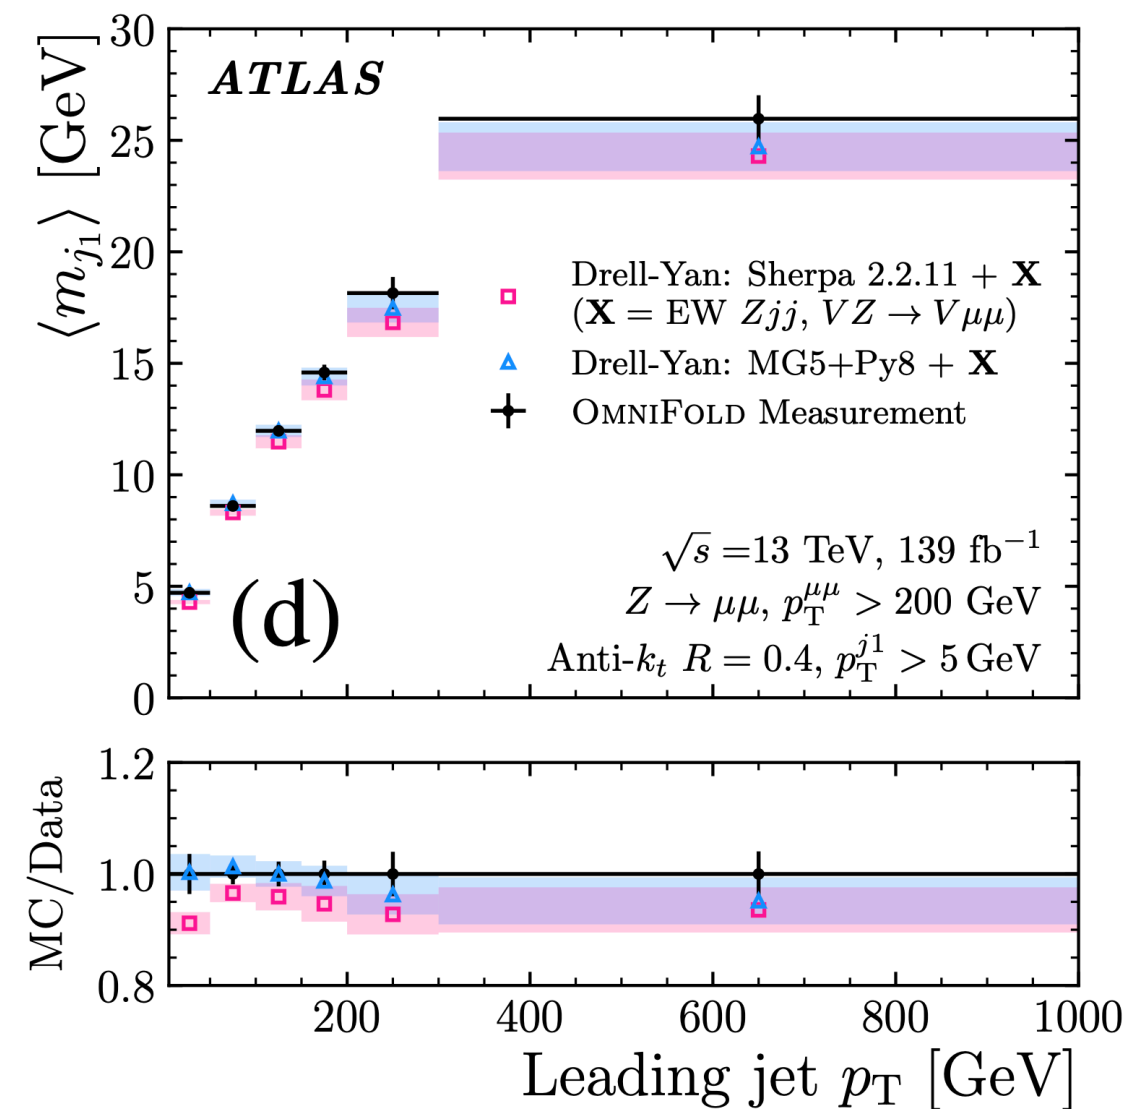 30
ATLAS
25
20
15
10
5
0
⟨m_{j₁}⟩ [GeV]
Drell-Yan: Sherpa 2.2.11 + X
(X = EW Zjj, VZ → Vμμ)
Drell-Yan: MG5+Py8 + X
OMNIFOLD Measurement
√s =13 TeV, 139 fb⁻¹
Z → μμ, p_T^{μμ} > 200 GeV
Anti-k_t R = 0.4, p_T^{j1} > 5 GeV
(d)
1.2
1.0
0.8
MC/Data
200 400 600 800 1000
Leading jet p_T [GeV]